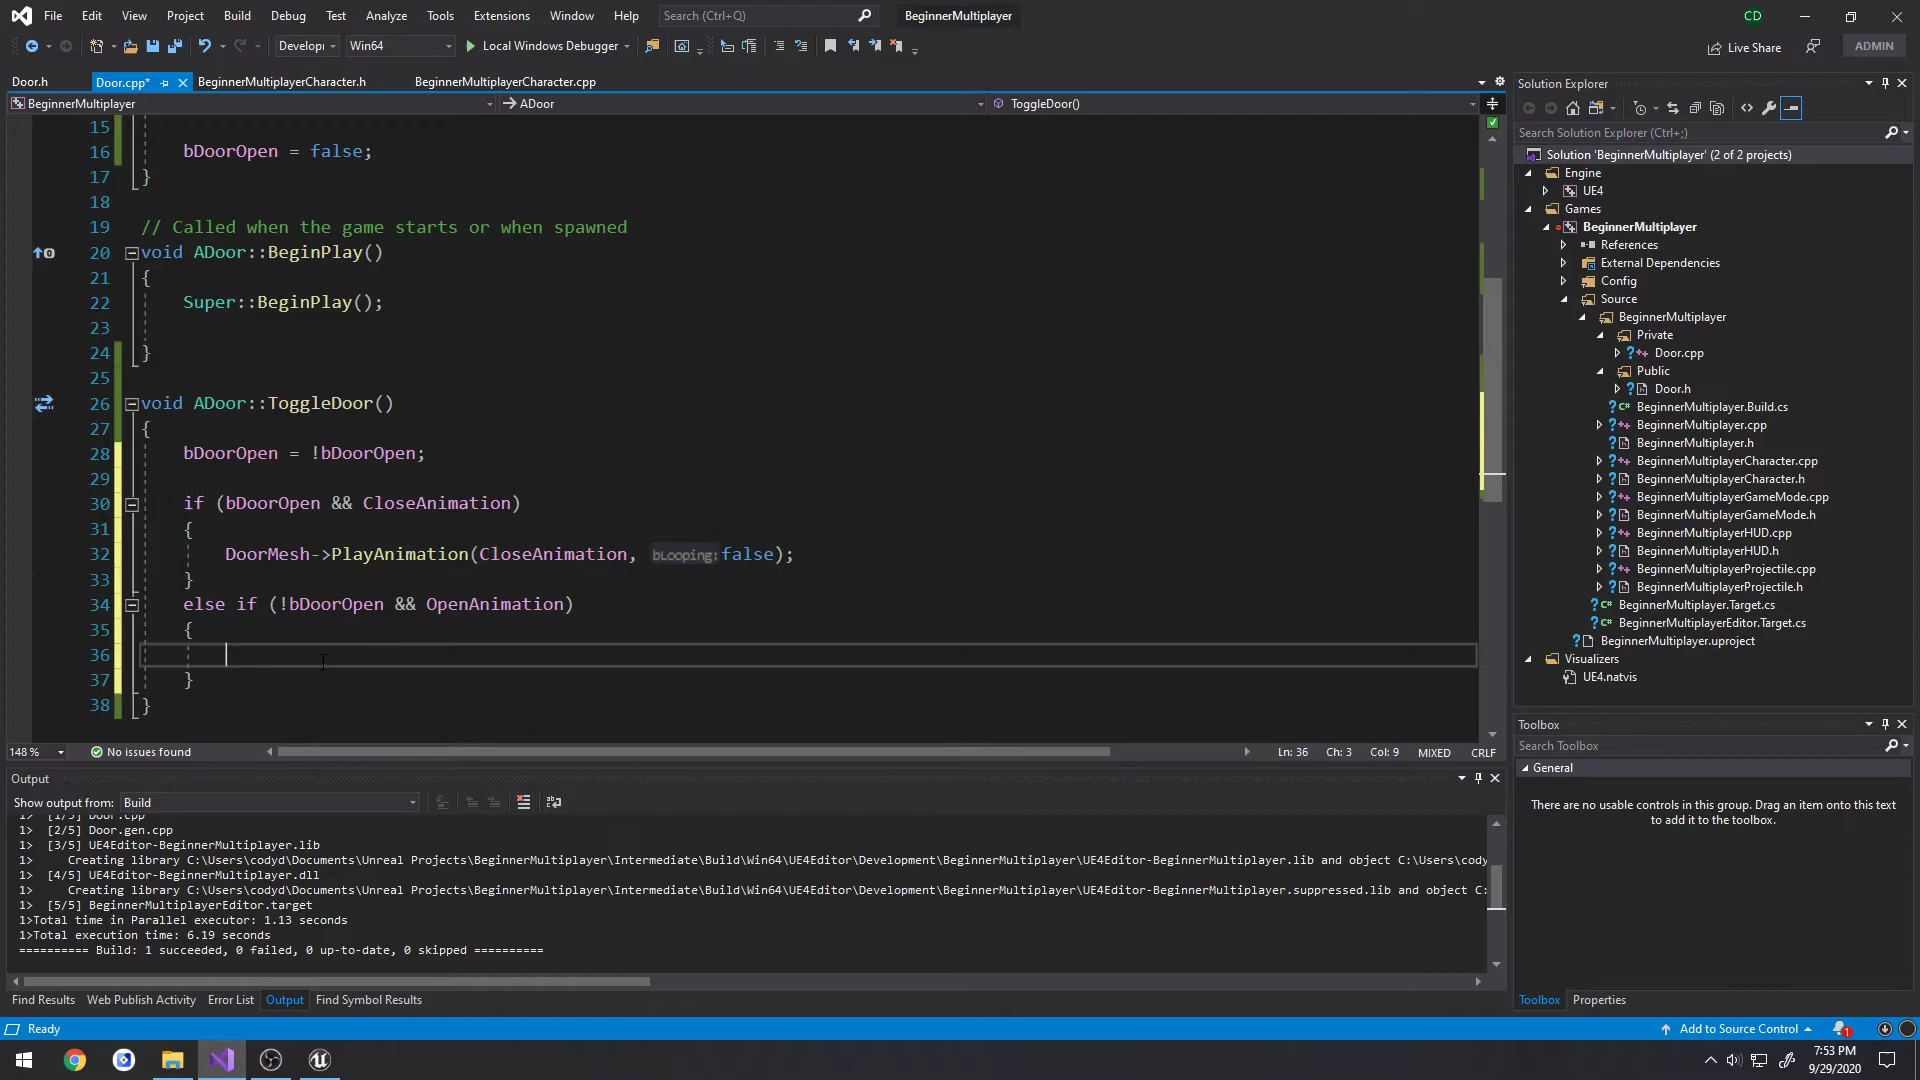 File Edit View Project Build Debug Test Analyze Tools Extensions Window Help Search (Ctrl+Q) BeginnerMultiplayer CD
Develop Win64 Local Windows Debugger Live Share ADMIN
Door.h Door.cpp* BeginnerMultiplayerCharacter.h BeginnerMultiplayerCharacter.cpp
BeginnerMultiplayer ADoor ToggleDoor()
15
16 bDoorOpen = false;
17 }
18
19 // Called when the game starts or when spawned
20 void ADoor::BeginPlay()
21 {
22 Super::BeginPlay();
23
24 }
25
26 void ADoor::ToggleDoor()
27 {
28 bDoorOpen = !bDoorOpen;
29
30 if (bDoorOpen && CloseAnimation)
31 {
32 DoorMesh->PlayAnimation(CloseAnimation, bLooping: false);
33 }
34 else if (!bDoorOpen && OpenAnimation)
35 {
36
37 }
38 }
148 % No issues found Ln: 36 Ch: 3 Col: 9 MIXED CRLF
Output
Show output from: Build
1> [1/5] Door.cpp
1> [2/5] Door.gen.cpp
1> [3/5] UE4Editor-BeginnerMultiplayer.lib
1> Creating library C:\Users\codyd\Documents\Unreal Projects\BeginnerMultiplayer\Intermediate\Build\Win64\UE4Editor\Development\BeginnerMultiplayer\UE4Editor-BeginnerMultiplayer.lib and object C:\Users\cody
1> [4/5] UE4Editor-BeginnerMultiplayer.dll
1> Creating library C:\Users\codyd\Documents\Unreal Projects\BeginnerMultiplayer\Intermediate\Build\Win64\UE4Editor\Development\BeginnerMultiplayer\UE4Editor-BeginnerMultiplayer.suppressed.lib and object C:
1> [5/5] BeginnerMultiplayerEditor.target
1>Total time in Parallel executor: 1.13 seconds
1>Total execution time: 6.19 seconds
========== Build: 1 succeeded, 0 failed, 0 up-to-date, 0 skipped ==========
Find Results Web Publish Activity Error List Output Find Symbol Results
Solution Explorer
Search Solution Explorer (Ctrl+;)
Solution 'BeginnerMultiplayer' (2 of 2 projects)
Engine
UE4
Games
BeginnerMultiplayer
References
External Dependencies
Config
Source
BeginnerMultiplayer
Private
Door.cpp
Public
Door.h
BeginnerMultiplayer.Build.cs
BeginnerMultiplayer.cpp
BeginnerMultiplayer.h
BeginnerMultiplayerCharacter.cpp
BeginnerMultiplayerCharacter.h
BeginnerMultiplayerGameMode.cpp
BeginnerMultiplayerGameMode.h
BeginnerMultiplayerHUD.cpp
BeginnerMultiplayerHUD.h
BeginnerMultiplayerProjectile.cpp
BeginnerMultiplayerProjectile.h
BeginnerMultiplayer.Target.cs
BeginnerMultiplayerEditor.Target.cs
BeginnerMultiplayer.uproject
Visualizers
UE4.natvis
Toolbox
Search Toolbox
General
There are no usable controls in this group. Drag an item onto this text
to add it to the toolbox.
Toolbox Properties
Ready Add to Source Control 1
7:53 PM
9/29/2020